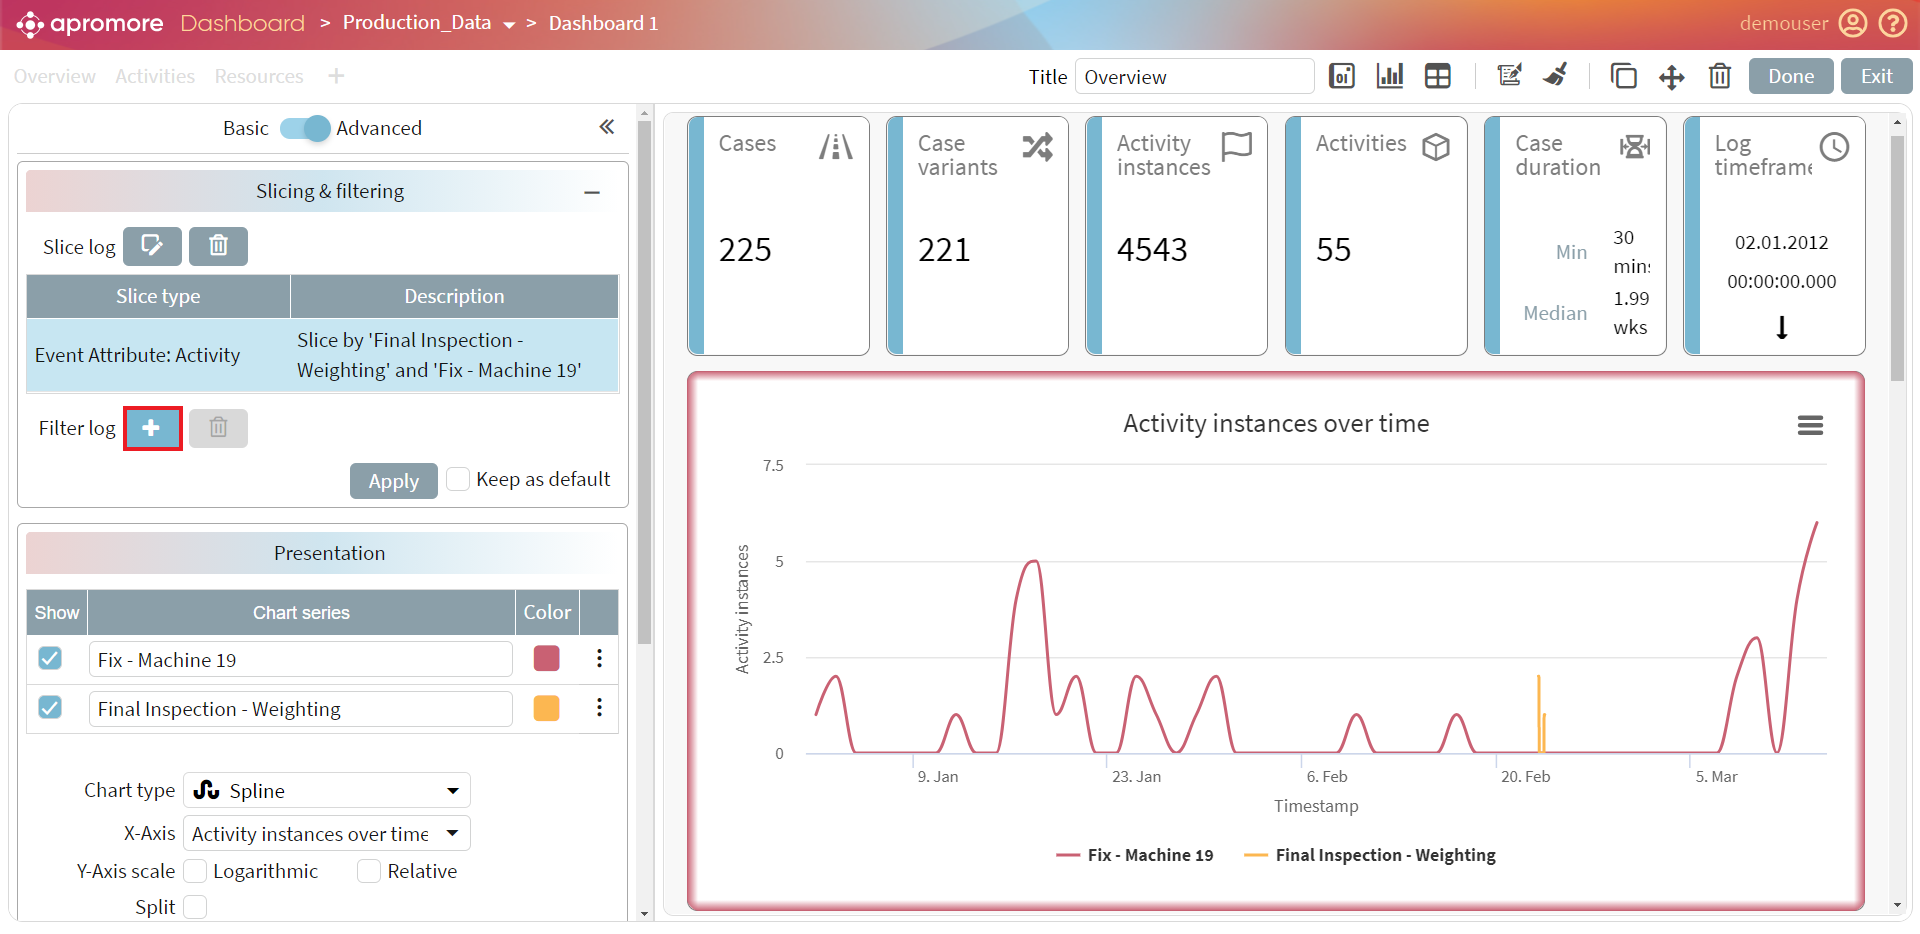 apromore Dashboard > Production_Data > Dashboard 1
demouser
Overview Activities Resources
Title Overview
Done Exit
Basic Advanced
Slicing & filtering
Slice log
Slice type Description
Event Attribute: Activity
Slice by 'Final Inspection -
Weighting' and 'Fix - Machine 19'
Filter log
Apply Keep as default
Presentation
Show Chart series Color
Fix - Machine 19
Final Inspection - Weighting
Chart type Spline
X-Axis Activity instances over time
Y-Axis scale Logarithmic Relative
Split
Cases
225
Case
variants
221
Activity
instances
4543
Activities
55
Case
duration
Min 30
mins
Median 1.99
wks
Log
timeframe
02.01.2012
00:00:00.000
Activity instances over time
7.5
5
2.5
0
Activity instances
9. Jan 23. Jan 6. Feb 20. Feb 5. Mar
Timestamp
Fix - Machine 19 Final Inspection - Weighting